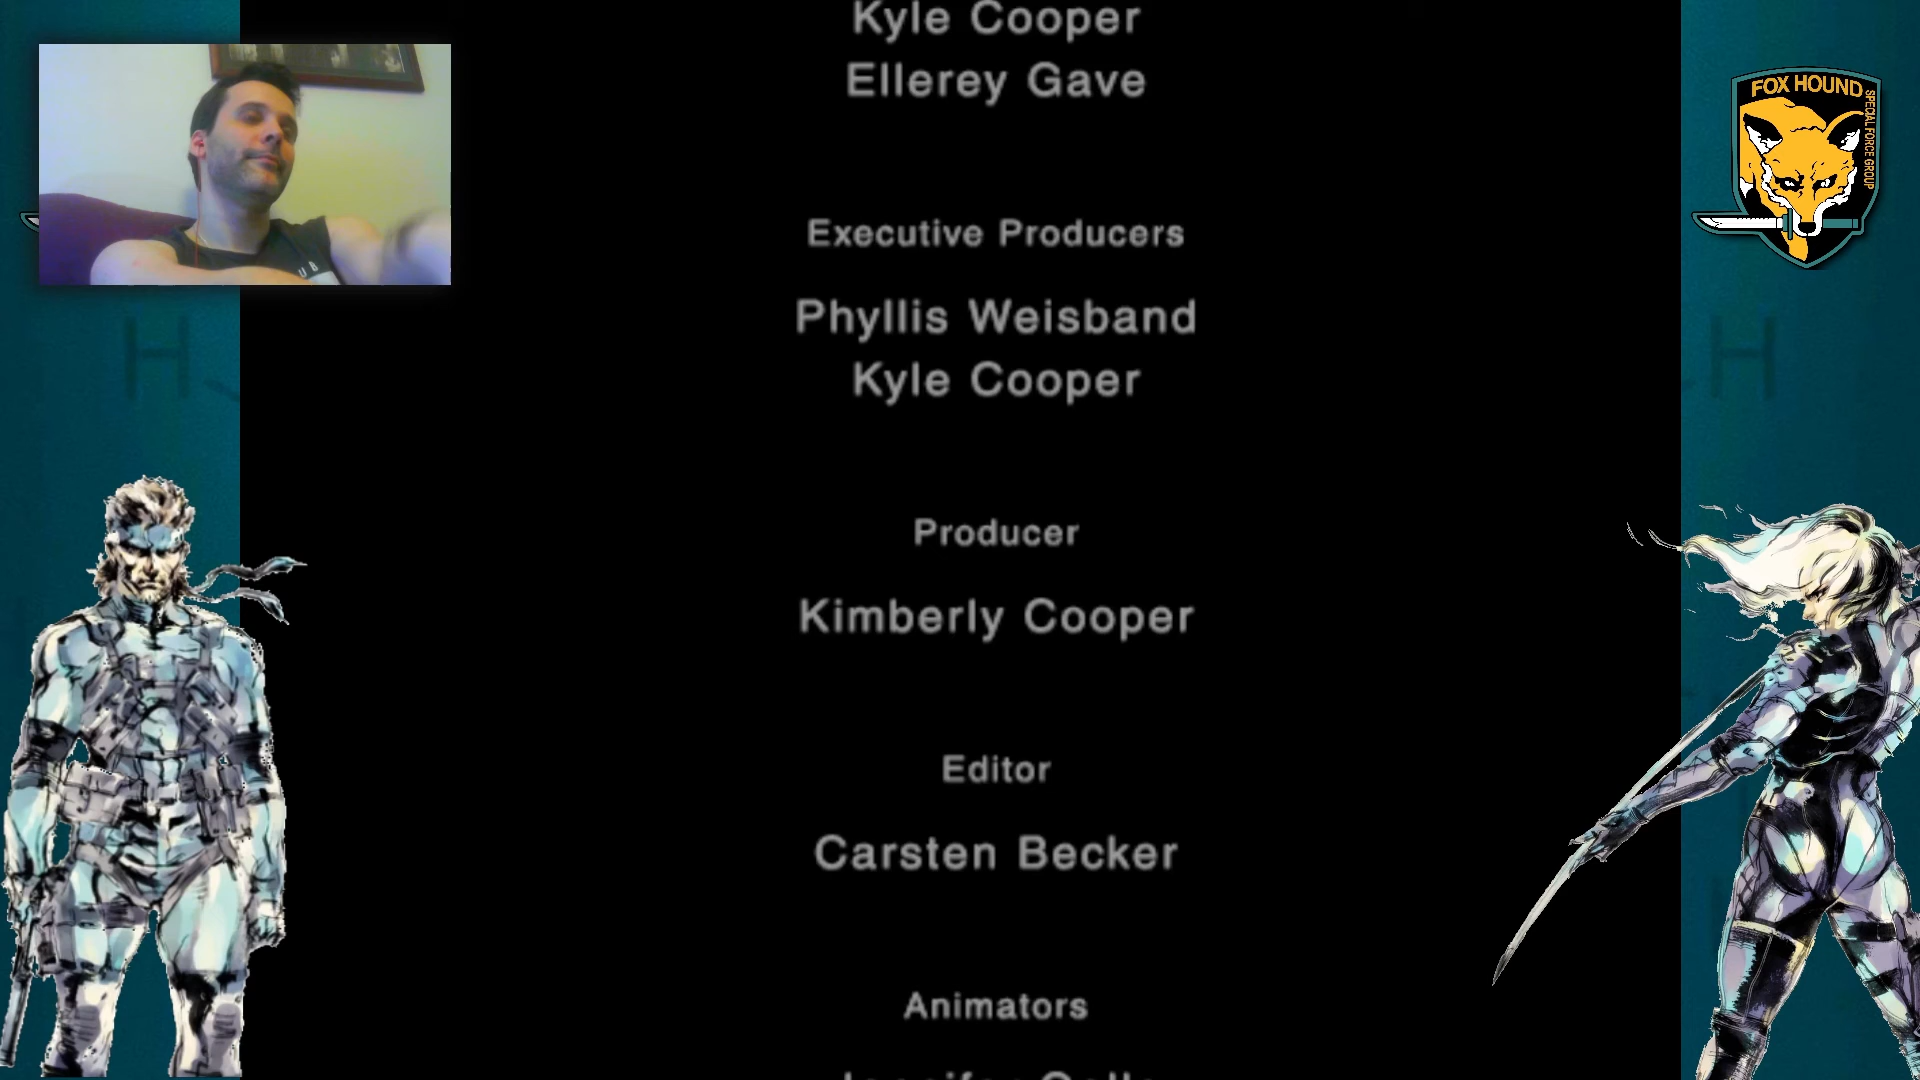 Kyle Cooper
Ellerey Gave
FOX HOUND
SPECIAL FORCE GROUP
Executive Producers
Phyllis Weisband
Kyle Cooper
Producer
Kimberly Cooper
Editor
Carsten Becker
Animators